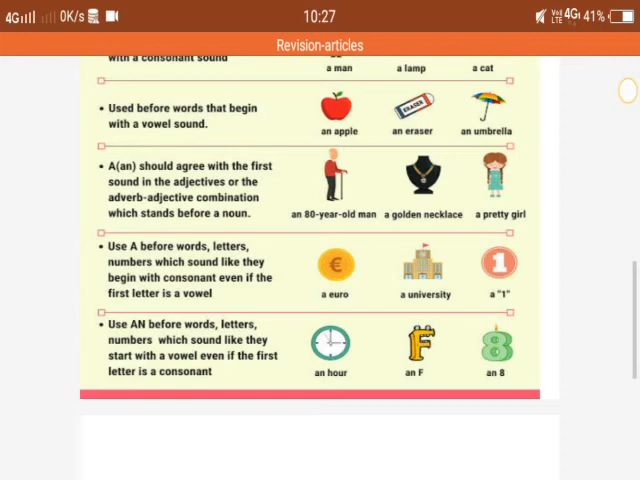 4G 0K/s 10:27 VoI LTE 4G 41%
Revision-articles
with a consonant sound
a man a lamp a cat
• Used before words that begin
with a vowel sound.
ERASER
an apple an eraser an umbrella
• A(an) should agree with the first
sound in the adjectives or the
adverb-adjective combination
which stands before a noun.
an 80-year-old man a golden necklace a pretty girl
• Use A before words, letters,
numbers which sound like they
begin with consonant even if the
first letter is a vowel
€ 1
a euro a university a "1"
• Use AN before words, letters,
numbers which sound like they
start with a vowel even if the first
letter is a consonant
F 8
an hour an F an 8